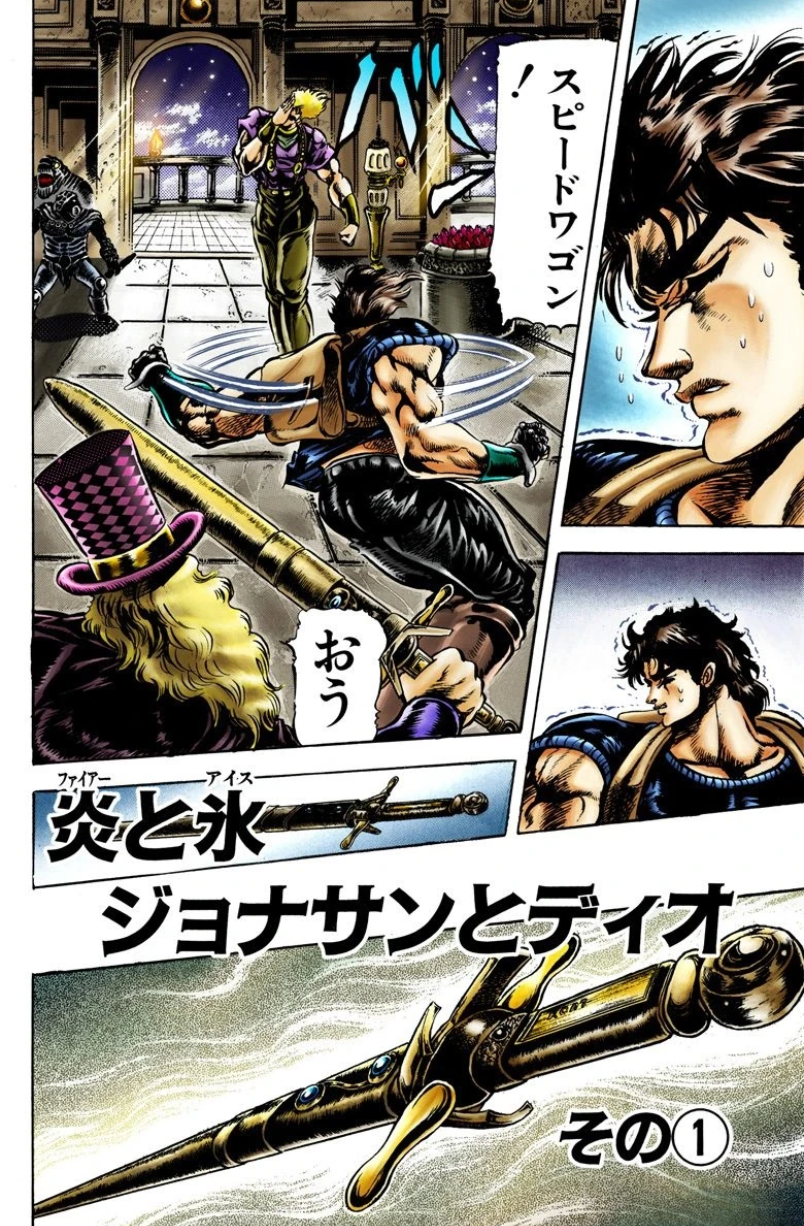 スピードワゴン
！
バン
おう
ファイアー アイス
炎と氷
ジョナサンとディオ
その①